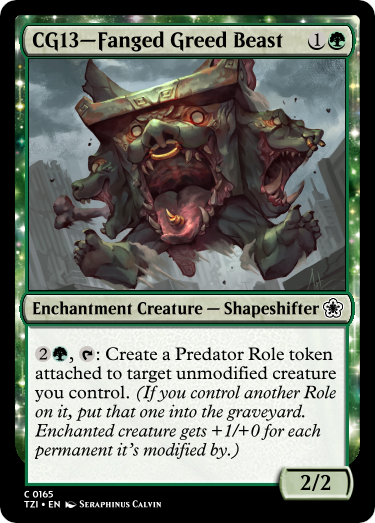 CG13—Fanged Greed Beast 1
Enchantment Creature — Shapeshifter
2, : Create a Predator Role token
attached to target unmodified creature
you control. (If you control another Role
on it, put that one into the graveyard.
Enchanted creature gets +1/+0 for each
permanent it's modified by.)
2/2
C 0165
TZI • EN Seraphinus Calvin